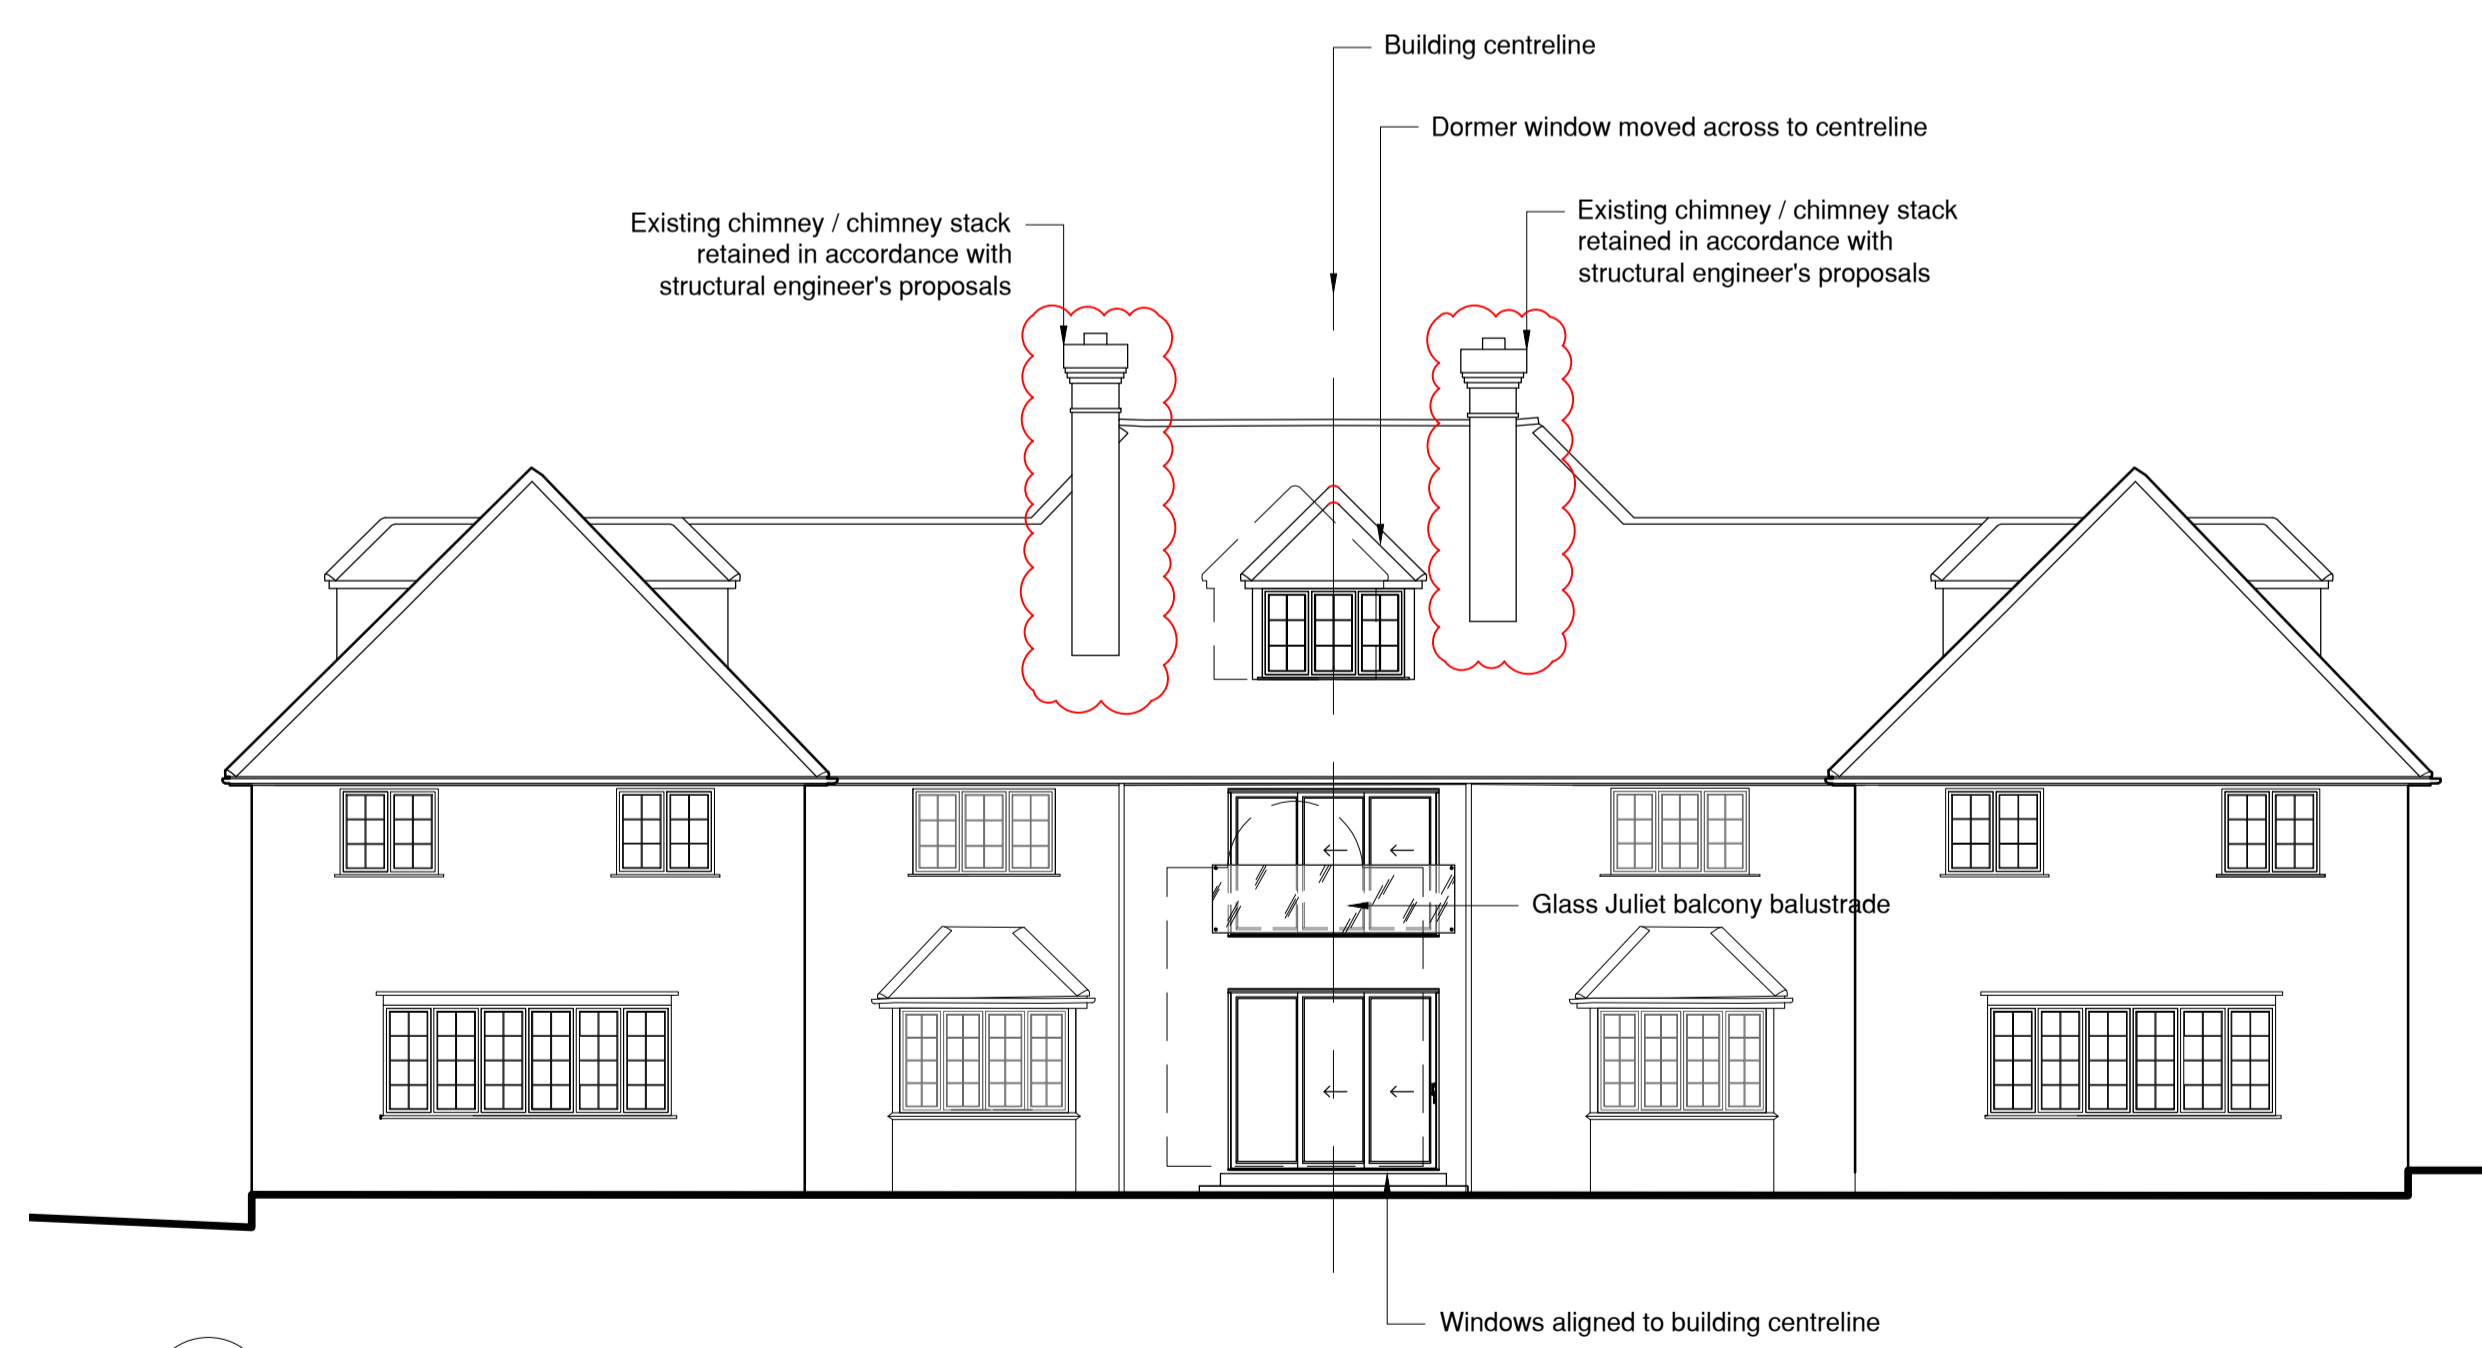 Building centreline
Dormer window moved across to centreline
Existing chimney / chimney stack
retained in accordance with
structural engineer's proposals
Existing chimney / chimney stack
retained in accordance with
structural engineer's proposals
Glass Juliet balcony balustrade
Windows aligned to building centreline